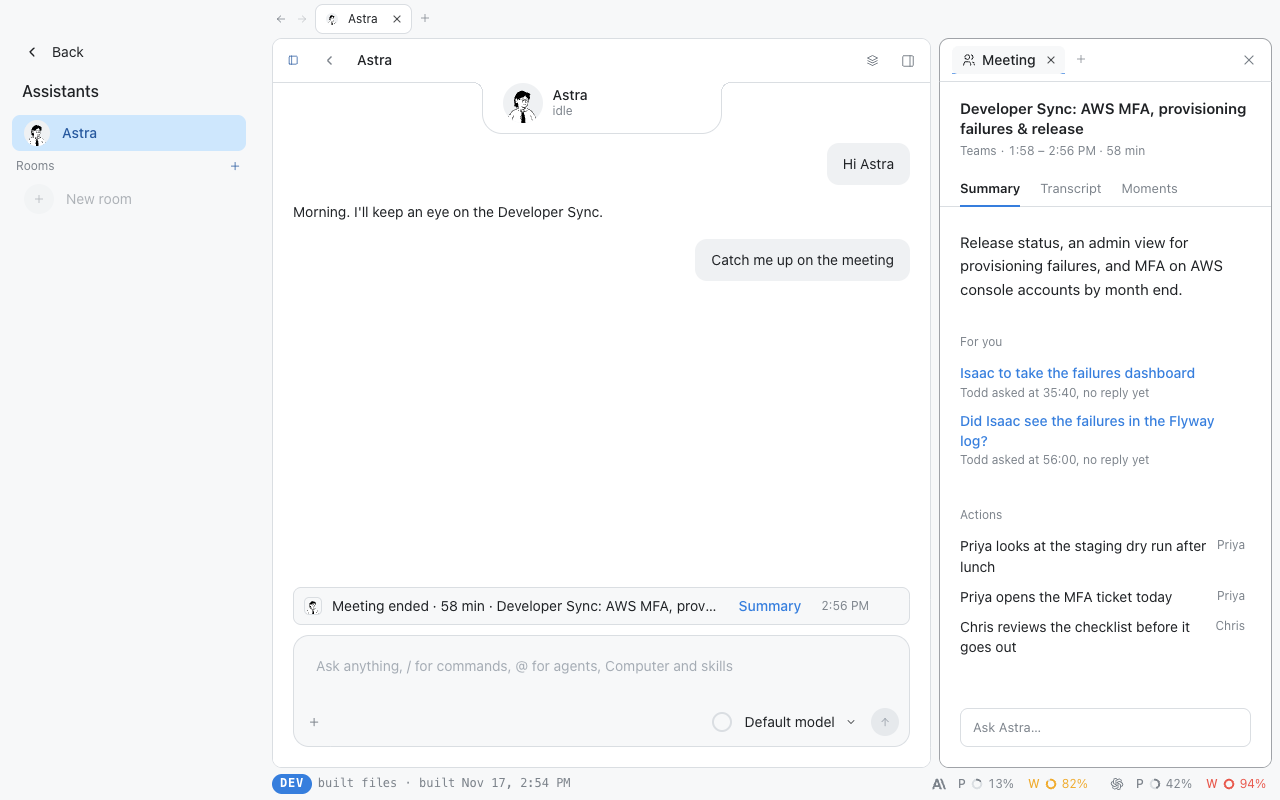 Astra
Back
Assistants
Astra
Rooms
New room
Astra
Astra
idle
Hi Astra
Morning. I'll keep an eye on the Developer Sync.
Catch me up on the meeting
Meeting ended · 58 min · Developer Sync: AWS MFA, prov... Summary 2:56 PM
Ask anything, / for commands, @ for agents, Computer and skills
Default model
Meeting
Developer Sync: AWS MFA, provisioning
failures & release
Teams · 1:58 – 2:56 PM · 58 min
Summary Transcript Moments
Release status, an admin view for
provisioning failures, and MFA on AWS
console accounts by month end.
For you
Isaac to take the failures dashboard
Todd asked at 35:40, no reply yet
Did Isaac see the failures in the Flyway
log?
Todd asked at 56:00, no reply yet
Actions
Priya looks at the staging dry run after Priya
lunch
Priya opens the MFA ticket today Priya
Chris reviews the checklist before it Chris
goes out
Ask Astra...
DEV built files · built Nov 17, 2:54 PM
P 13% W 82% P 42% W 94%